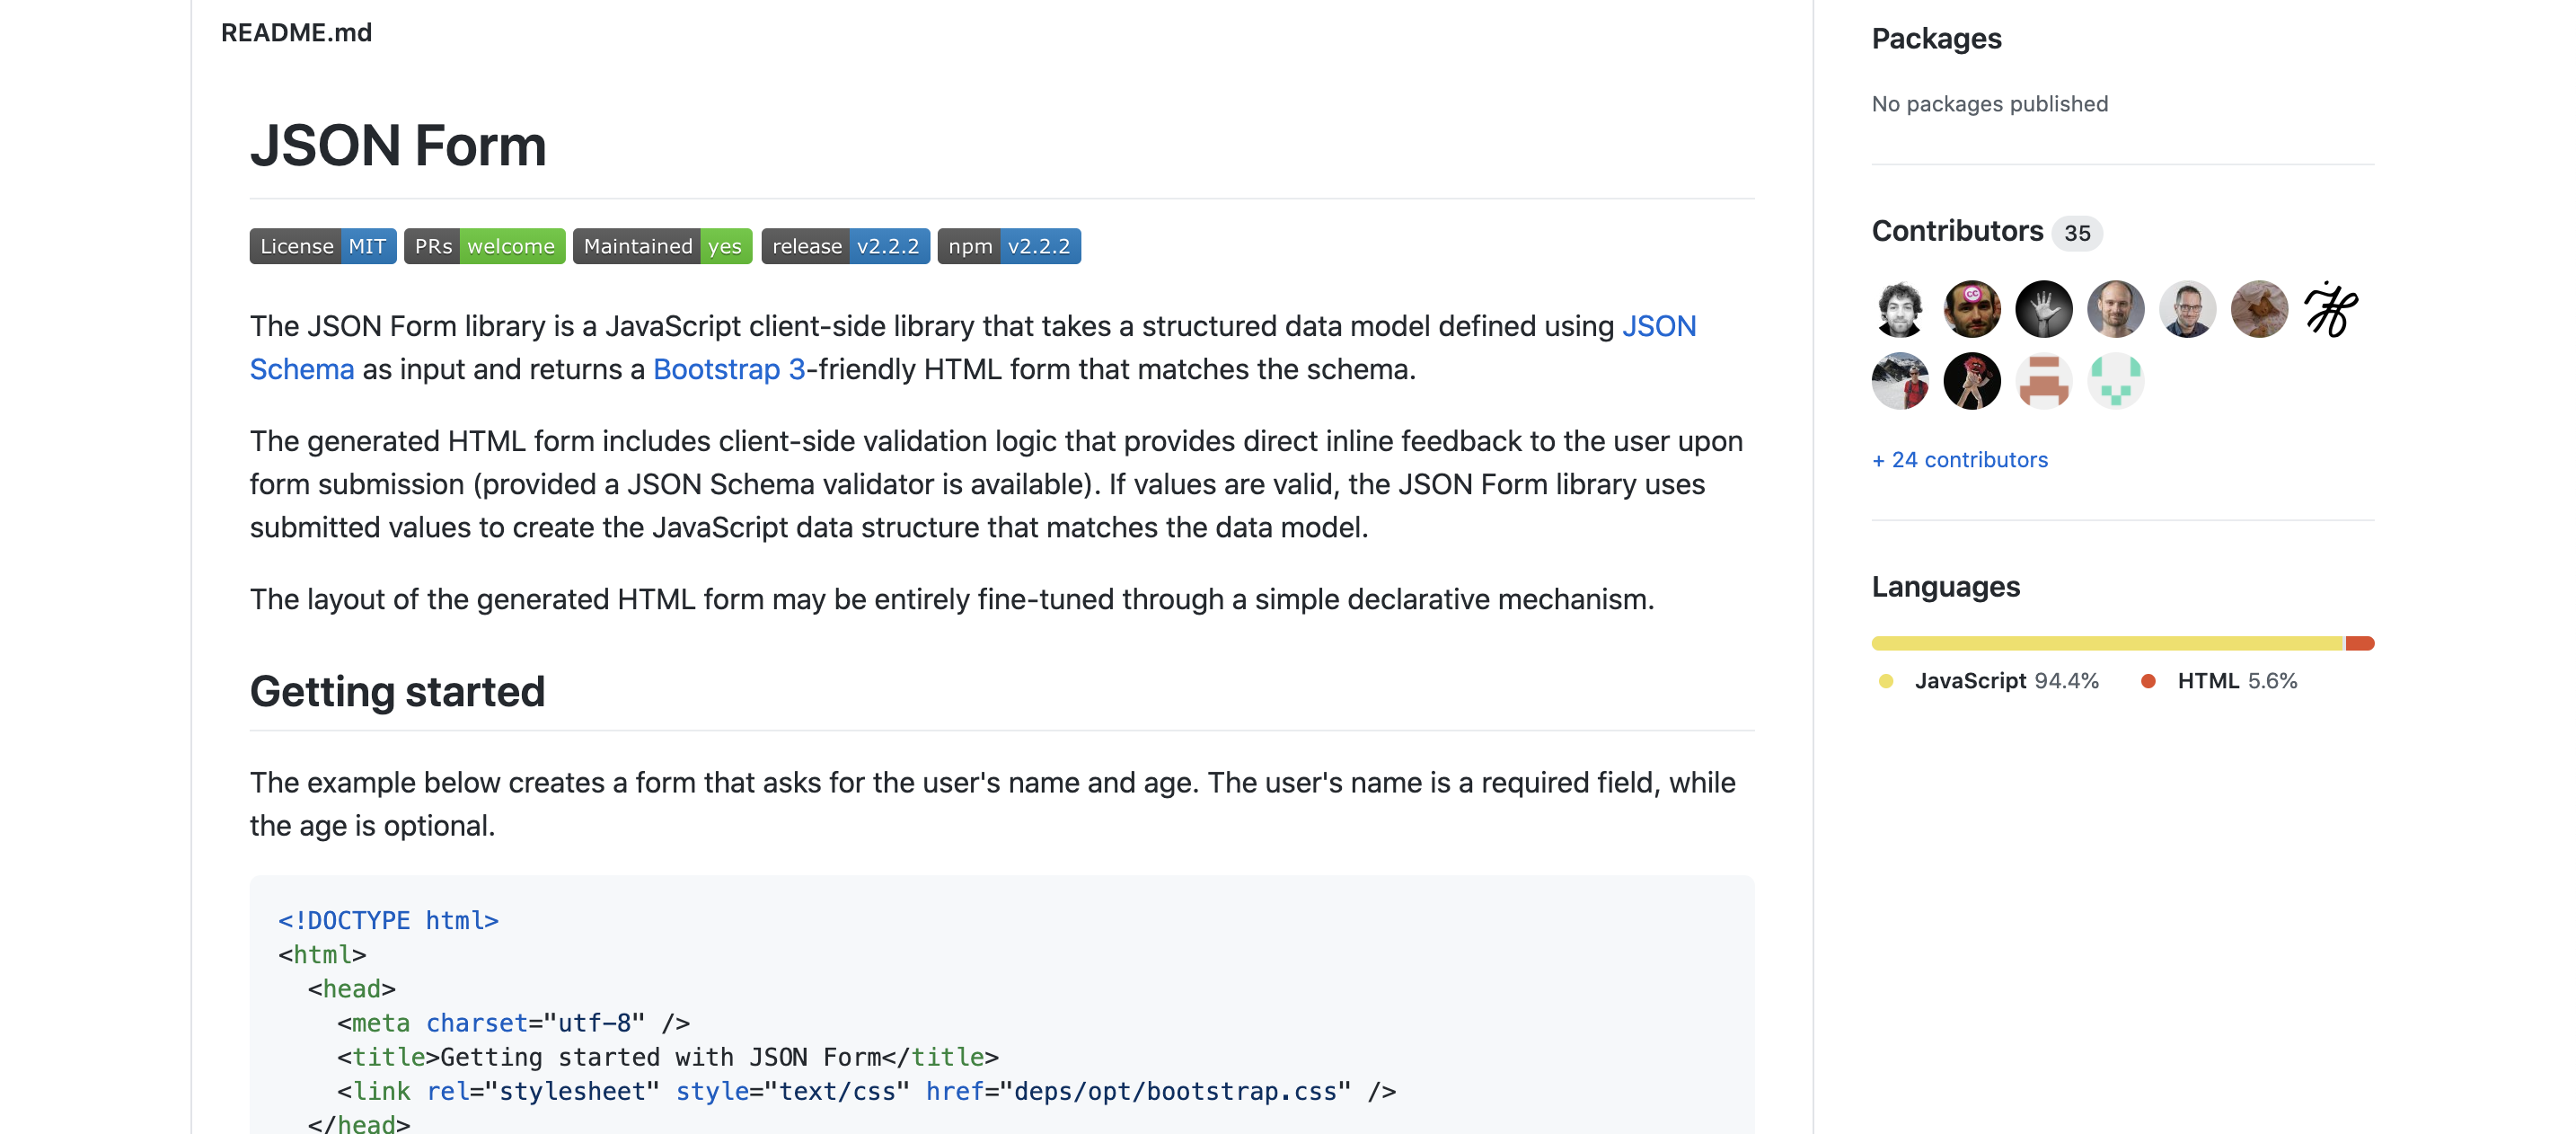 README.md
JSON Form
License MIT PRs welcome Maintained yes release v2.2.2 npm v2.2.2
The JSON Form library is a JavaScript client-side library that takes a structured data model defined using JSON
Schema as input and returns a Bootstrap 3-friendly HTML form that matches the schema.
The generated HTML form includes client-side validation logic that provides direct inline feedback to the user upon
form submission (provided a JSON Schema validator is available). If values are valid, the JSON Form library uses
submitted values to create the JavaScript data structure that matches the data model.
The layout of the generated HTML form may be entirely fine-tuned through a simple declarative mechanism.
Getting started
The example below creates a form that asks for the user's name and age. The user's name is a required field, while
the age is optional.
<!DOCTYPE html>
<html>
  <head>
    <meta charset="utf-8" />
    <title>Getting started with JSON Form</title>
    <link rel="stylesheet" style="text/css" href="deps/opt/bootstrap.css" />
  </head>
Packages
No packages published
Contributors 35
+ 24 contributors
Languages
JavaScript 94.4% HTML 5.6%